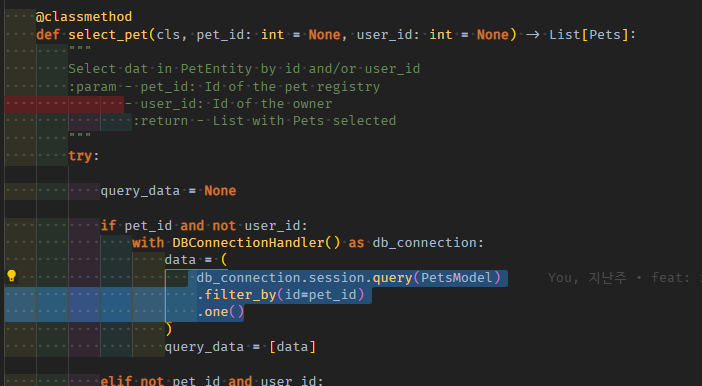 @classmethod
def select_pet(cls, pet_id: int = None, user_id: int = None) -> List[Pets]:
"""
Select dat in PetEntity by id and/or user_id
:param - pet_id: Id of the pet registry
- user_id: Id of the owner
:return - List with Pets selected
"""
try:
query_data = None
if pet_id and not user_id:
with DBConnectionHandler() as db_connection:
data = (
db_connection.session.query(PetsModel) You, 지난주 • feat:
.filter_by(id=pet_id)
.one()
)
query_data = [data]
elif not pet_id and user_id: